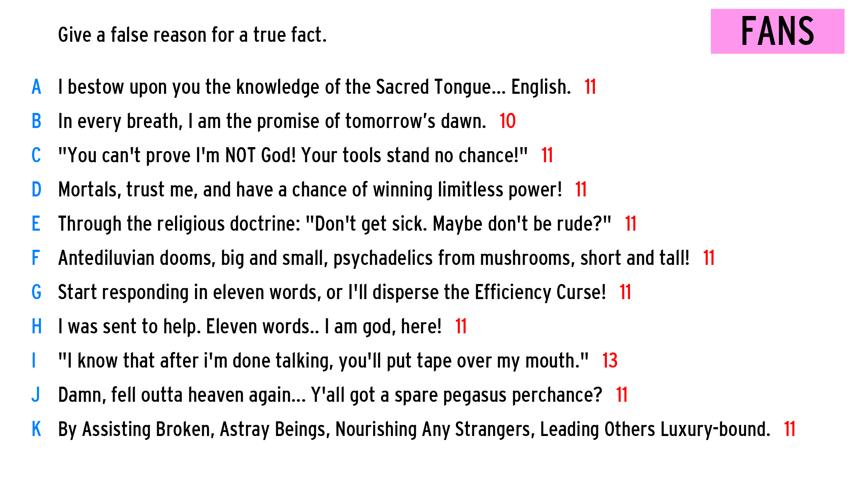 Give a false reason for a true fact.
FANS
A I bestow upon you the knowledge of the Sacred Tongue... English. 11
B In every breath, I am the promise of tomorrow's dawn. 10
C "You can't prove I'm NOT God! Your tools stand no chance!" 11
D Mortals, trust me, and have a chance of winning limitless power! 11
E Through the religious doctrine: "Don't get sick. Maybe don't be rude?" 11
F Antediluvian dooms, big and small, psychadelics from mushrooms, short and tall! 11
G Start responding in eleven words, or I'll disperse the Efficiency Curse! 11
H I was sent to help. Eleven words.. I am god, here! 11
I "I know that after i'm done talking, you'll put tape over my mouth." 13
J Damn, fell outta heaven again... Y'all got a spare pegasus perchance? 11
K By Assisting Broken, Astray Beings, Nourishing Any Strangers, Leading Others Luxury-bound. 11